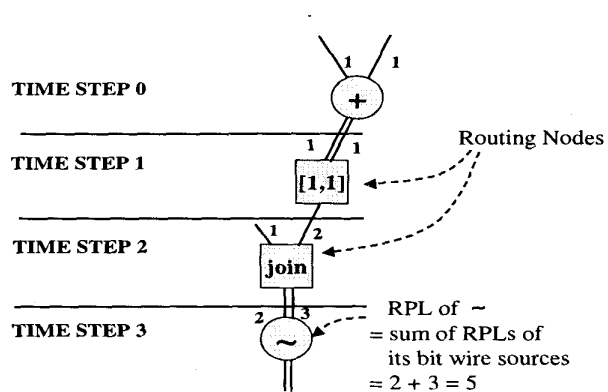 1 1
TIME STEP 0
+
1 1
Routing Nodes
TIME STEP 1
[1,1]
1 2
TIME STEP 2
join
2 3
RPL of ~
TIME STEP 3
~
= sum of RPLs of
its bit wire sources
= 2 + 3 = 5